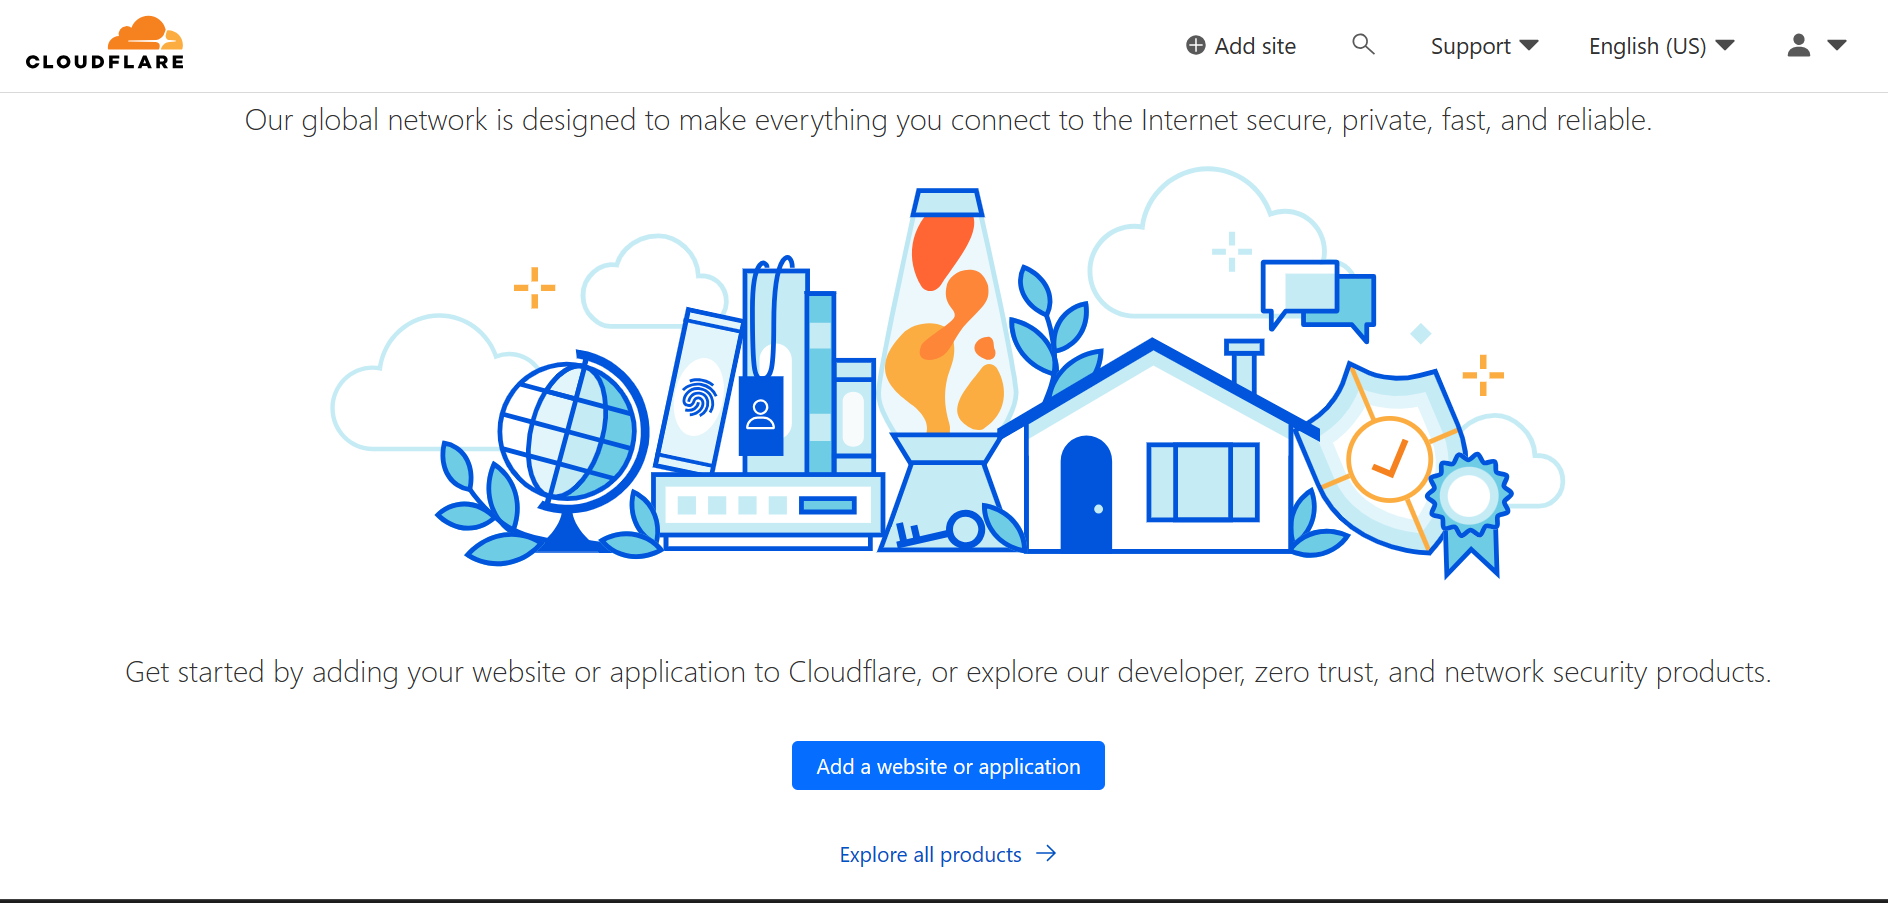 CLOUDFLARE
Add site
Support
English (US)
Our global network is designed to make everything you connect to the Internet secure, private, fast, and reliable.
Get started by adding your website or application to Cloudflare, or explore our developer, zero trust, and network security products.
Add a website or application
Explore all products